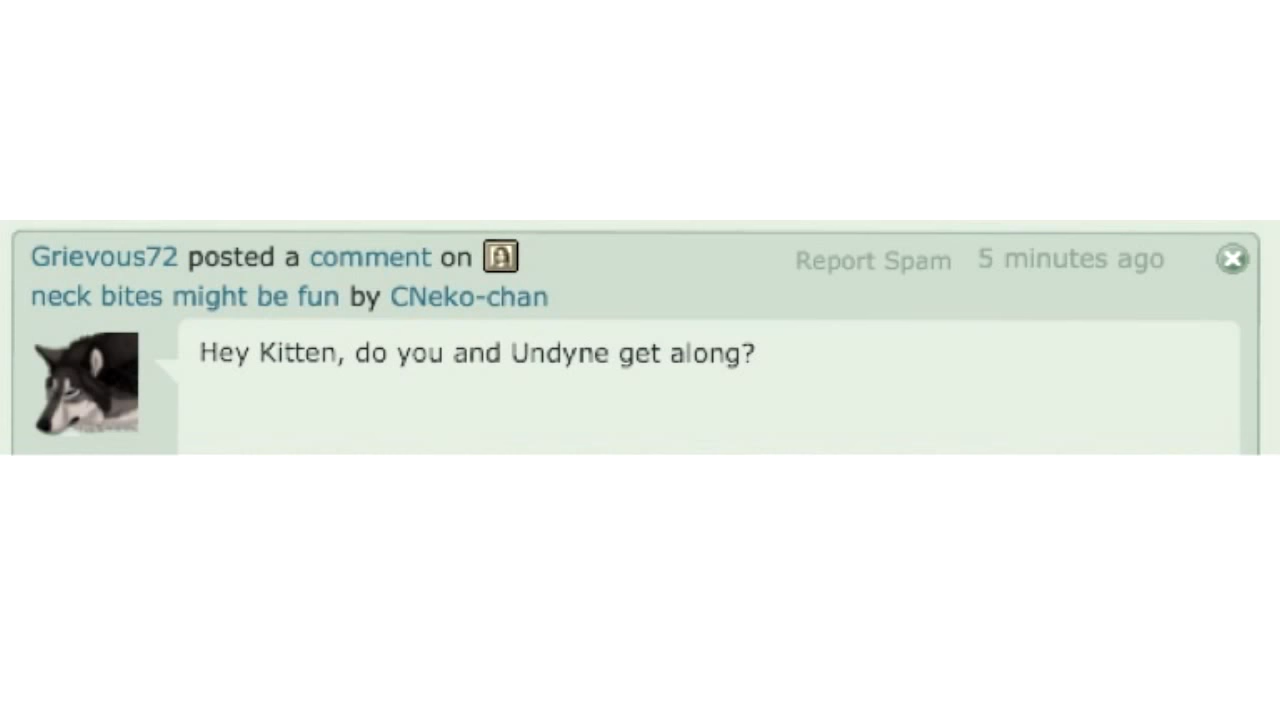 Grievous72 posted a comment on
Report Spam 5 minutes ago
neck bites might be fun by CNeko-chan
Hey Kitten, do you and Undyne get along?